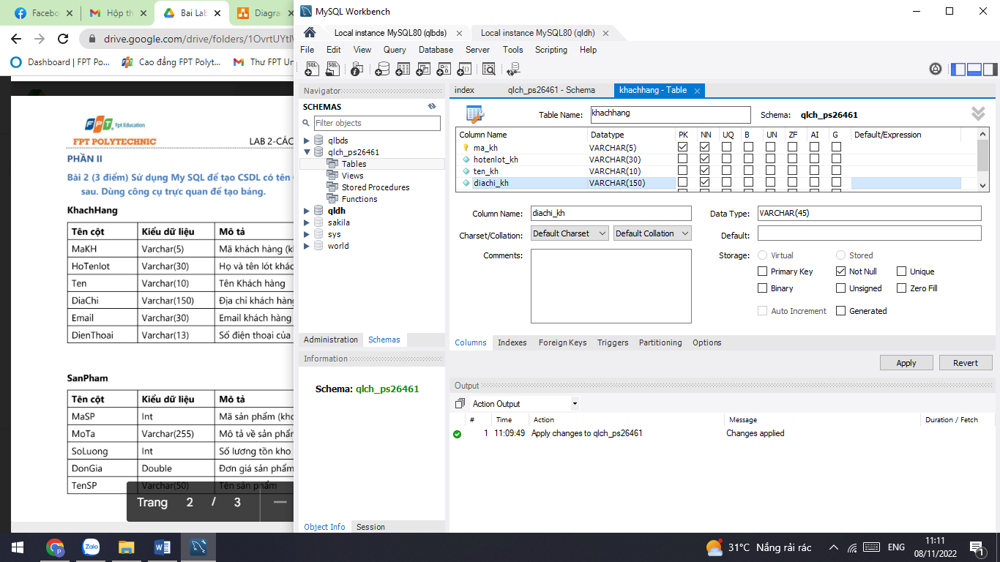 Facebo
Hộp th
Bai Lab
Diagran
drive.google.com/drive/folders/1OvrtUYtl
Dashboard | FPT Po...
Cao đẳng FPT Polyt...
Thư FPT Un
FPT Fpt Education
FPT POLYTECHNIC
LAB 2-CÁC
PHẦN II
Bài 2 (3 điểm) Sử dụng My SQL để tạo CSDL có tên
sau. Dùng công cụ trực quan để tạo bảng.
KhachHang
Tên cột Kiểu dữ liệu Mô tả
MaKH Varchar(5) Mã khách hàng (k
HoTenlot Varchar(30) Họ và tên lót khác
Ten Varchar(10) Tên Khách hàng
DiaChi Varchar(150) Địa chỉ khách hàng
Email Varchar(30) Email khách hàng
DienThoai Varchar(13) Số điện thoại của
SanPham
Tên cột Kiểu dữ liệu Mô tả
MaSP Int Mã sản phẩm (kho
MoTa Varchar(255) Mô tả về sản phẩm
SoLuong Int Số lương tồn kho
DonGia Double Đơn giá sản phẩm
TenSP Varchar(50) Tên sản phẩm
Trang 2 / 3
MySQL Workbench
Local instance MySQL80 (qlbds)
Local instance MySQL80 (qldh)
File Edit View Query Database Server Tools Scripting Help
Navigator
SCHEMAS
Filter objects
qlbds
qlch_ps26461
Tables
Views
Stored Procedures
Functions
qldh
sakila
sys
world
Administration Schemas
Information
Schema: qlch_ps26461
Object Info Session
index qlch_ps26461 - Schema khachhang - Table
Table Name: khachhang Schema: qlch_ps26461
Column Name Datatype PK NN UQ B UN ZF AI G Default/Expression
ma_kh VARCHAR(5)
hotenlot_kh VARCHAR(30)
ten_kh VARCHAR(10)
diachi_kh VARCHAR(150)
Column Name: diachi_kh Data Type: VARCHAR(45)
Charset/Collation: Default Charset Default Collation Default:
Comments: Storage: Virtual Stored
Primary Key Not Null Unique
Binary Unsigned Zero Fill
Auto Increment Generated
Columns Indexes Foreign Keys Triggers Partitioning Options
Apply Revert
Output
Action Output
# Time Action Message Duration / Fetch
1 11:09:49 Apply changes to qlch_ps26461 Changes applied
P
Zalo
W
31°C Nắng rải rác
ENG
11:11
08/11/2022
1